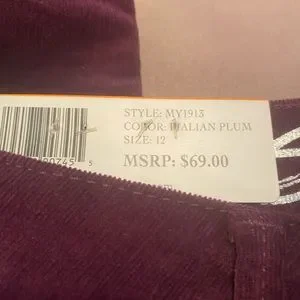 STYLE: MY1913
COLOR: ITALIAN PLUM
SIZE: 12
MSRP: $69.00